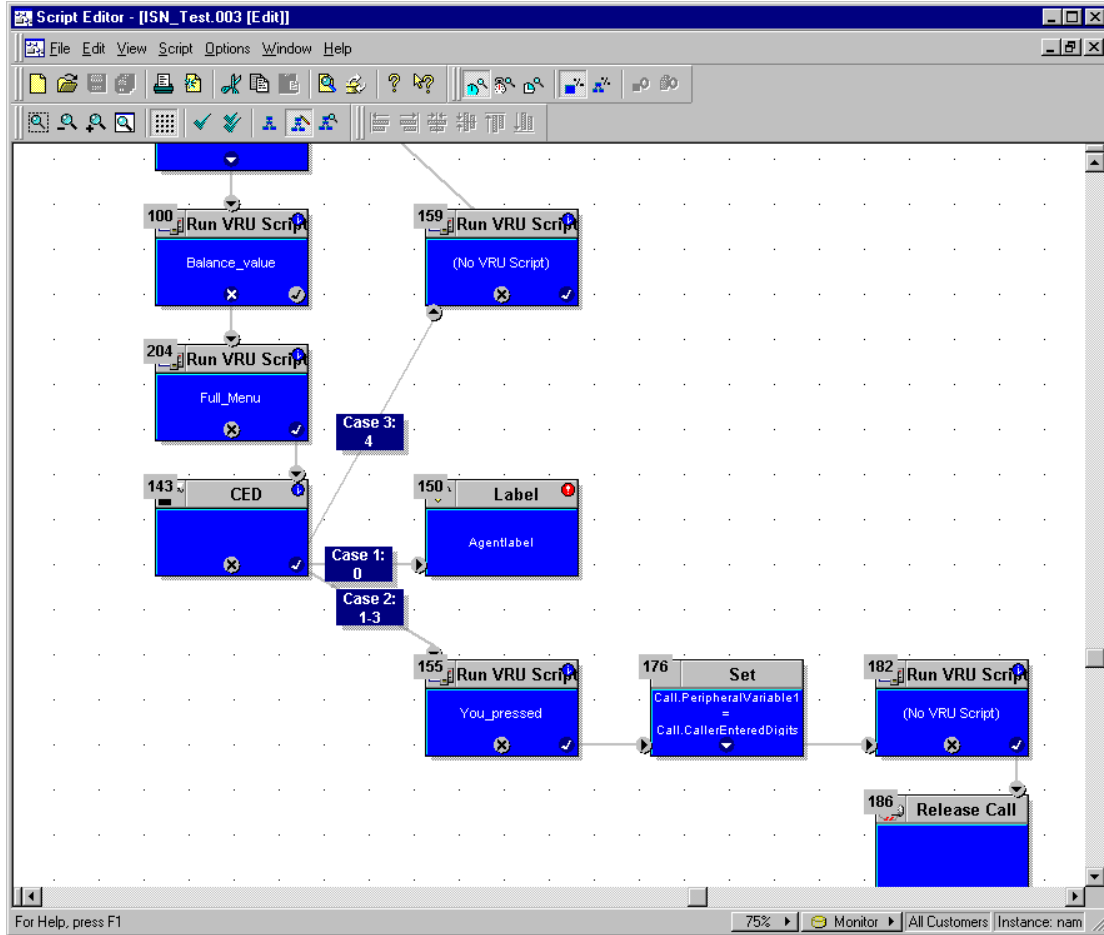 Script Editor - [ISN_Test.003 [Edit]]
File Edit View Script Options Window Help
100
Run VRU Script
Balance_value
159
Run VRU Script
(No VRU Script)
204
Run VRU Script
Full_Menu
Case 3:
4
143
CED
150
Label
Agentlabel
Case 1:
0
Case 2:
1-3
155
Run VRU Script
You_pressed
176
Set
Call.PeripheralVariable1
=
Call.CallerEnteredDigits
182
Run VRU Script
(No VRU Script)
186
Release Call
For Help, press F1
75%
Monitor
All Customers
Instance: nam